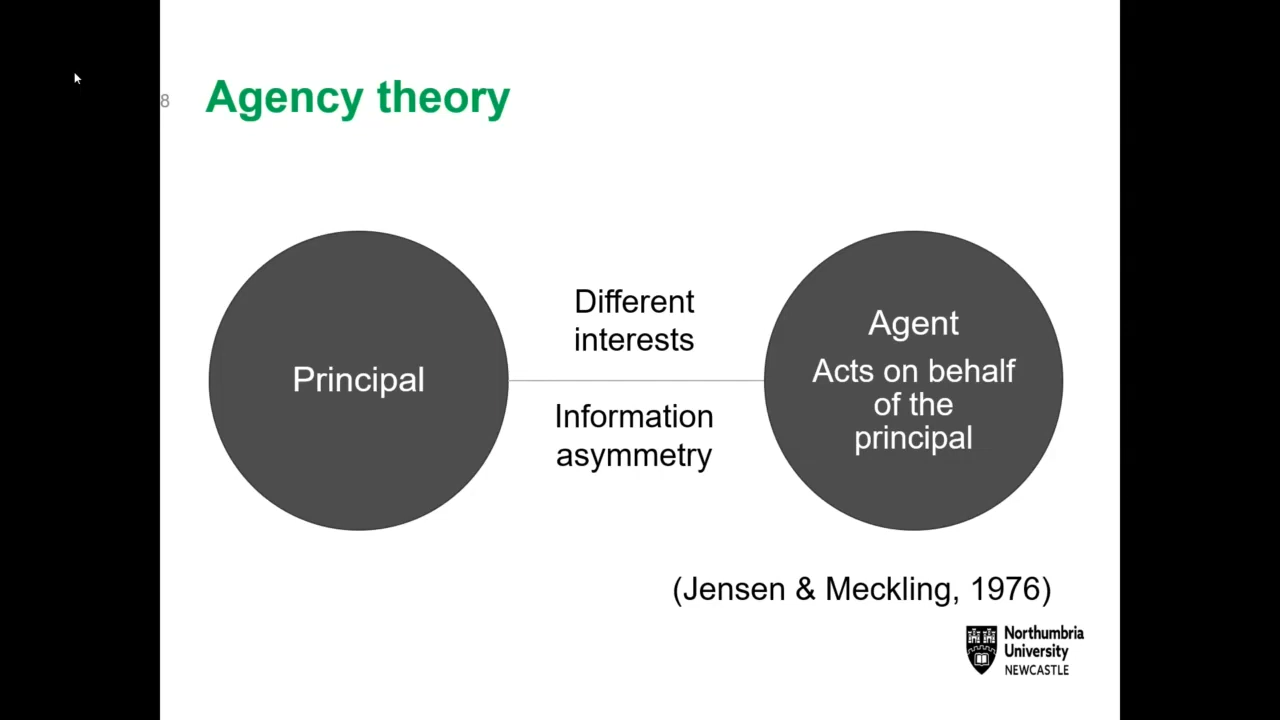 8
Agency theory
Principal
Different
interests
Information
asymmetry
Agent
Acts on behalf
of the
principal
(Jensen & Meckling, 1976)
Northumbria
University
NEWCASTLE